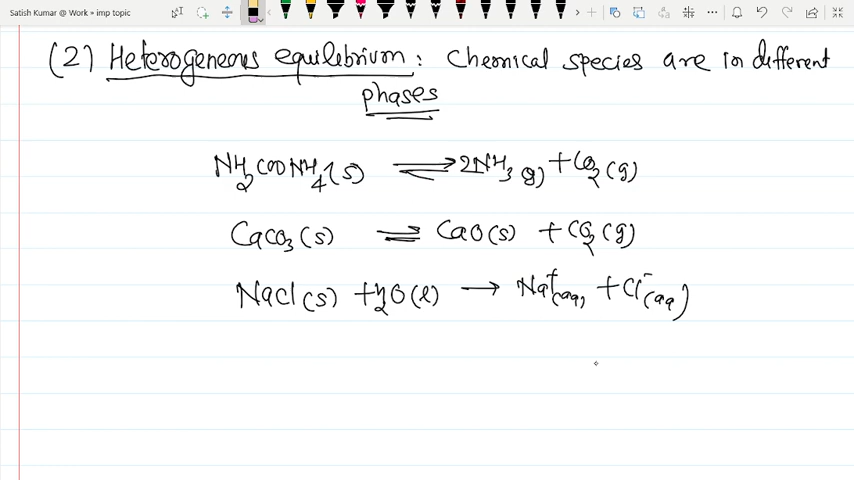 Satish Kumar @ Work » imp topic
(2) Heterogeneous equilibrium : Chemical species are in different
phases
NH₂COONH₄(s) ⇌ 2NH₃(g) + CO₂(g)
CaCO₃(s) ⇌ CaO(s) + CO₂(g)
NaCl(s) + H₂O(l) → Na⁺(aq) + Cl⁻(aq)